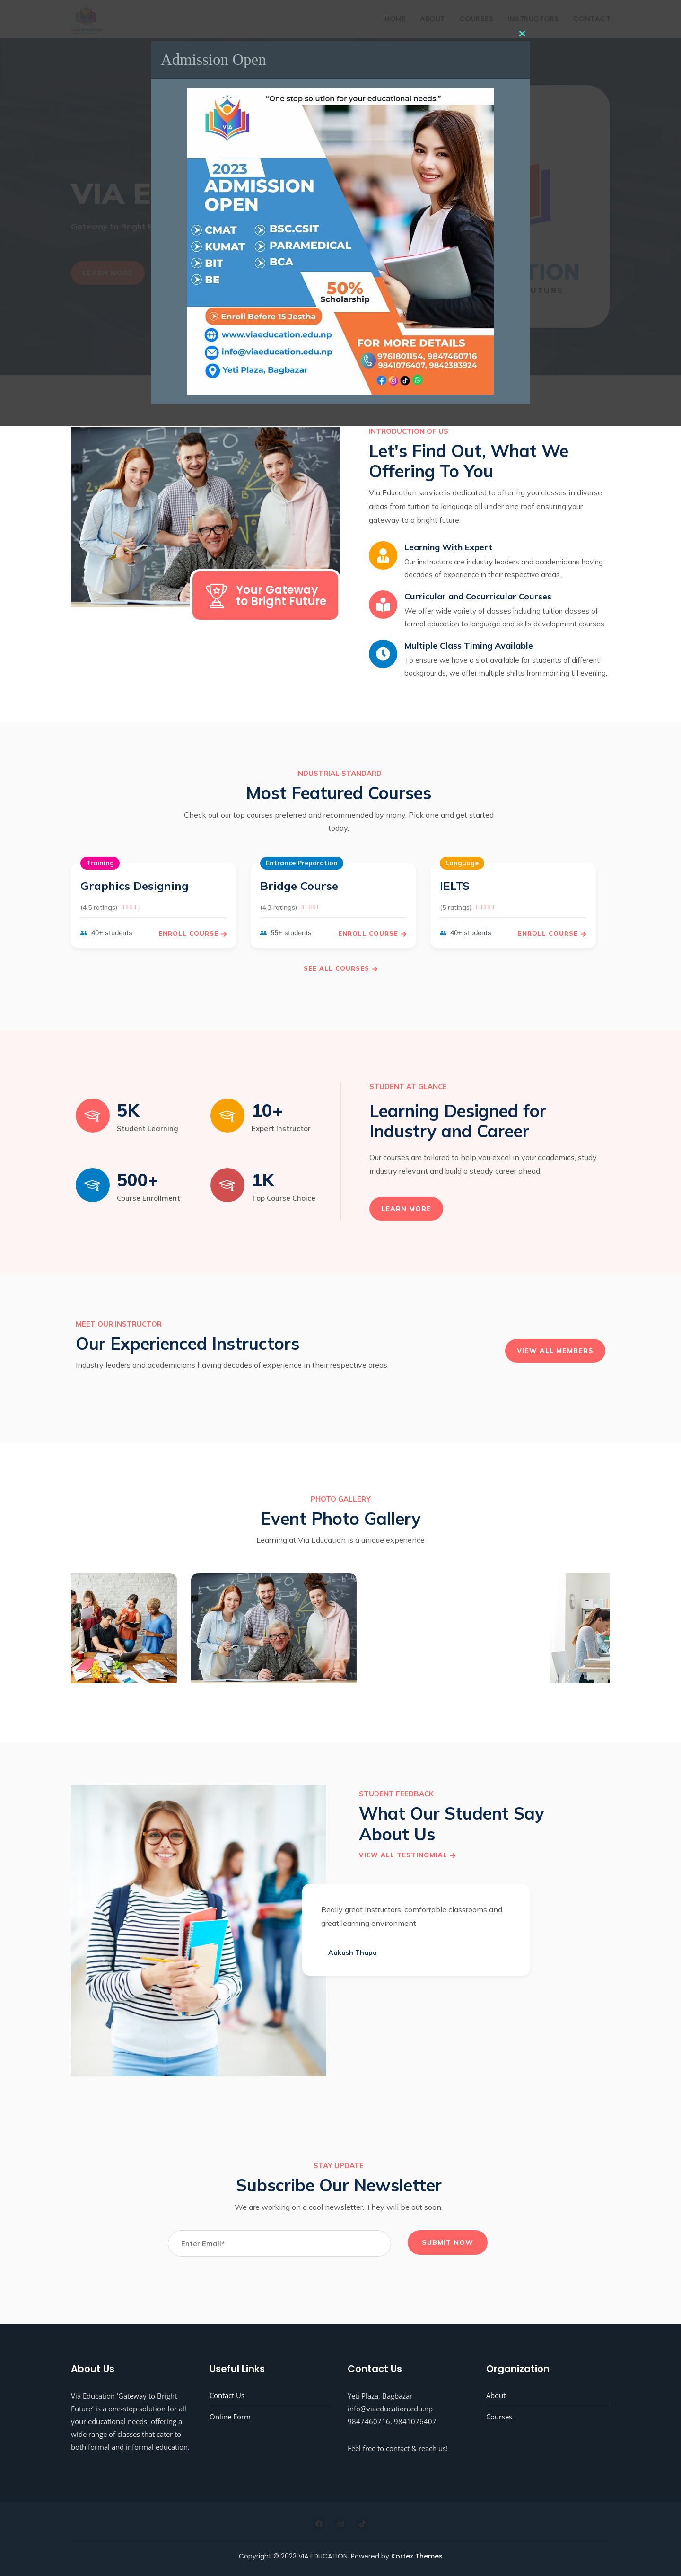 HOME ABOUT COURSES INSTRUCTORS CONTACT
Admission Open
"One stop solution for your educational needs."
VIA
2023
ADMISSION
OPEN
CMAT
KUMAT
BIT
BE
BSC.CSIT
PARAMEDICAL
BCA
50%
Scholarship
Enroll Before 15 Jestha
www.viaeducation.edu.np
info@viaeducation.edu.np
Yeti Plaza, Bagbazar
FOR MORE DETAILS
9761801154, 9847460716
9841076407, 9842383924
VIA E
Gateway to Bright F
LEARN MORE
TION
FUTURE
INTRODUCTION OF US
Let's Find Out, What We
Offering To You
Via Education service is dedicated to offering you classes in diverse
areas from tuition to language all under one roof ensuring your
gateway to a bright future.
Your Gateway
to Bright Future
Learning With Expert
Our instructors are industry leaders and academicians having
decades of experience in their respective areas.
Curricular and Cocurricular Courses
We offer wide variety of classes including tuition classes of
formal education to language and skills development courses
Multiple Class Timing Available
To ensure we have a slot available for students of different
backgrounds, we offer multiple shifts from morning till evening.
INDUSTRIAL STANDARD
Most Featured Courses
Check out our top courses preferred and recommended by many. Pick one and get started
today.
Training
Graphics Designing
(4.5 ratings)
40+ students
ENROLL COURSE
Entrance Preparation
Bridge Course
(4.3 ratings)
55+ students
ENROLL COURSE
Language
IELTS
(5 ratings)
40+ students
ENROLL COURSE
SEE ALL COURSES
5K
Student Learning
10+
Expert Instructor
500+
Course Enrollment
1K
Top Course Choice
STUDENT AT GLANCE
Learning Designed for
Industry and Career
Our courses are tailored to help you excel in your academics, study
industry relevant and build a steady career ahead.
LEARN MORE
MEET OUR INSTRUCTOR
Our Experienced Instructors
Industry leaders and academicians having decades of experience in their respective areas.
VIEW ALL MEMBERS
PHOTO GALLERY
Event Photo Gallery
Learning at Via Education is a unique experience
STUDENT FEEDBACK
What Our Student Say
About Us
VIEW ALL TESTINOMIAL
Really great instructors, comfortable classrooms and
great learning environment
Aakash Thapa
STAY UPDATE
Subscribe Our Newsletter
We are working on a cool newsletter. They will be out soon.
Enter Email*
SUBMIT NOW
About Us
Via Education 'Gateway to Bright
Future' is a one-stop solution for all
your educational needs, offering a
wide range of classes that cater to
both formal and informal education.
Useful Links
Contact Us
Online Form
Contact Us
Yeti Plaza, Bagbazar
info@viaeducation.edu.np
9847460716, 9841076407
Feel free to contact & reach us!
Organization
About
Courses
Copyright © 2023 VIA EDUCATION. Powered by Kortez Themes